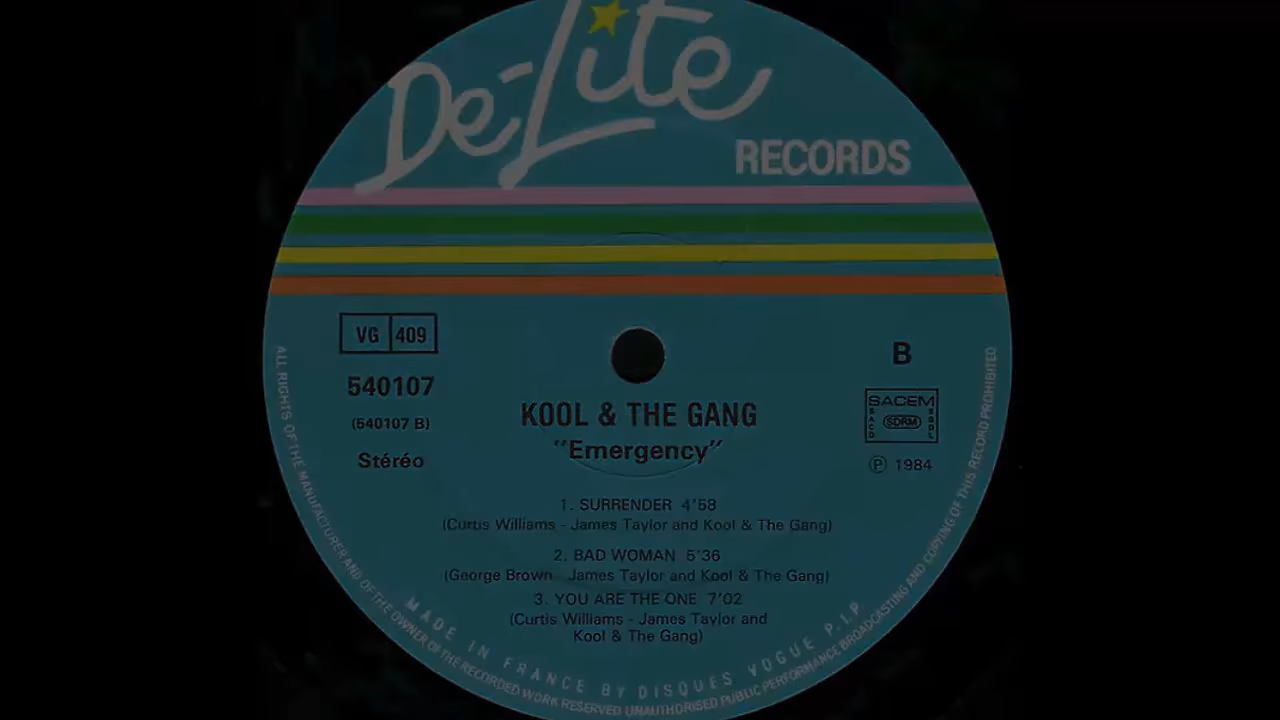 De-Lite
RECORDS
VG 409
540107
(540107 B)
Stéréo
B
SACEM
SACD SDRM SGDL
℗ 1984
KOOL & THE GANG
"Emergency"
1. SURRENDER 4'58
(Curtis Williams - James Taylor and Kool & The Gang)
2. BAD WOMAN 5'36
(George Brown - James Taylor and Kool & The Gang)
3. YOU ARE THE ONE 7'02
(Curtis Williams - James Taylor and
Kool & The Gang)
MADE IN FRANCE BY DISQUES VOGUE P.I.P.
ALL RIGHTS OF THE MANUFACTURER AND OF THE OWNER OF THE RECORDED WORK RESERVED UNAUTHORISED PUBLIC PERFORMANCE BROADCASTING AND COPYING OF THIS RECORD PROHIBITED